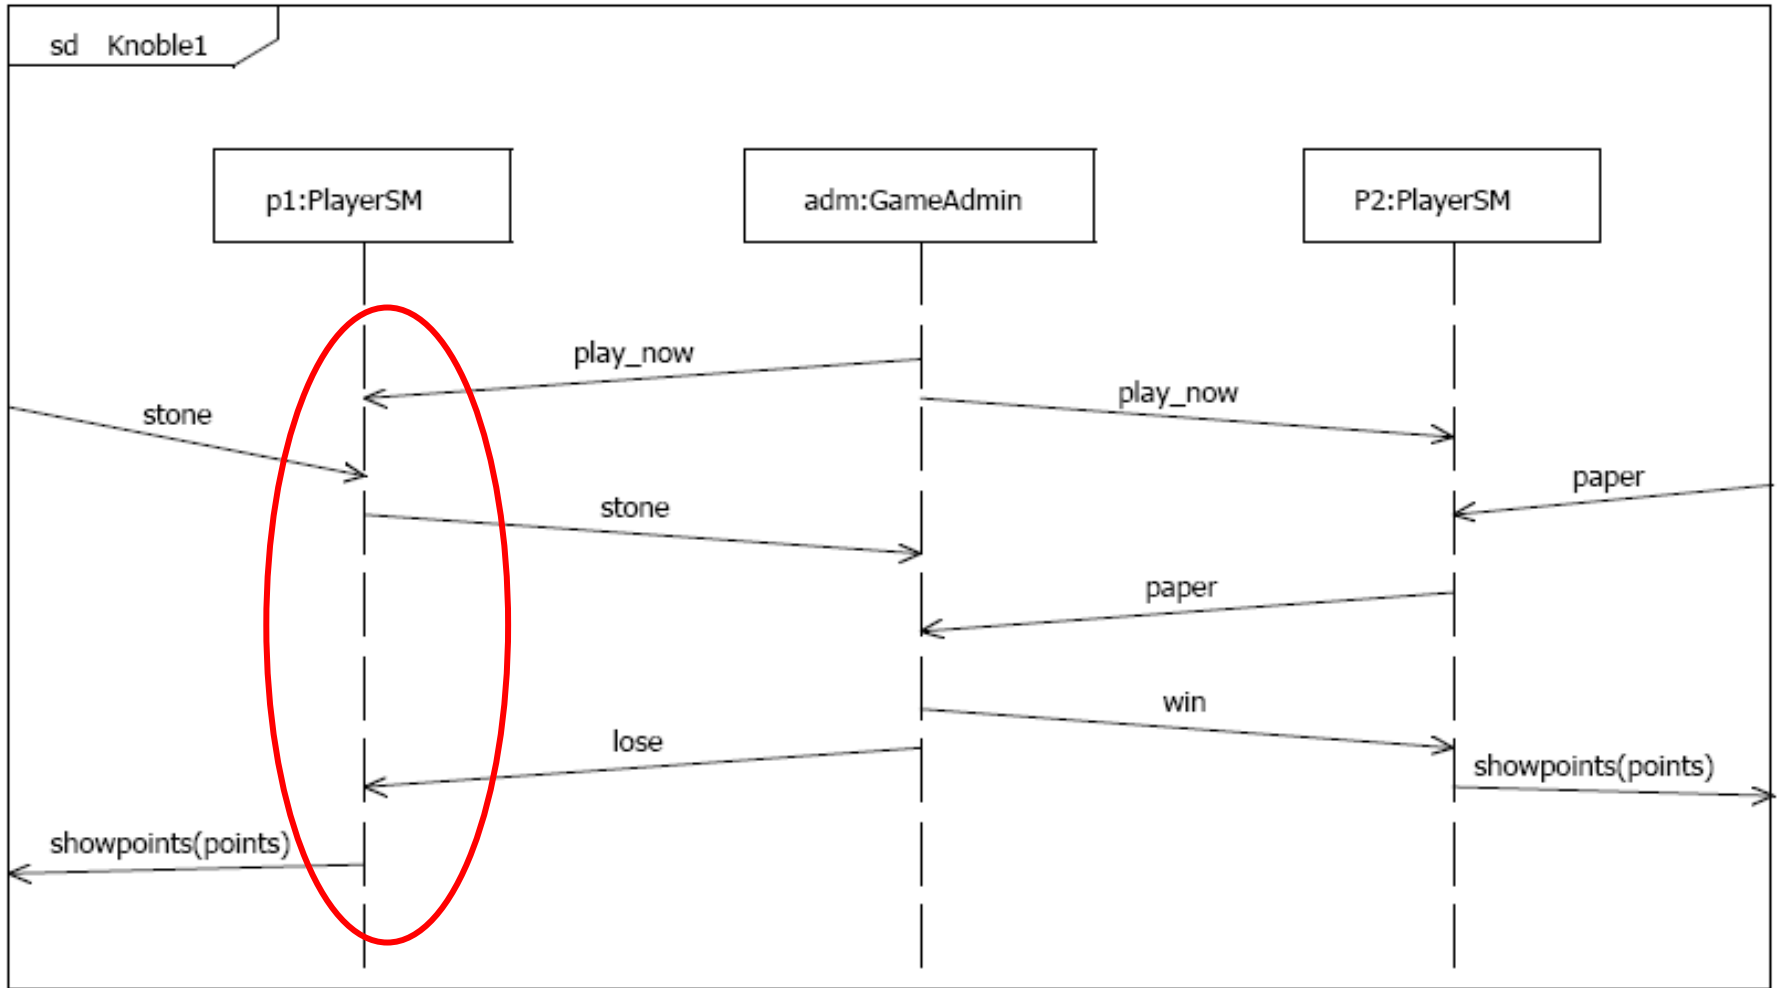 sd Knoble1
p1:PlayerSM
adm:GameAdmin
P2:PlayerSM
play_now
play_now
stone
paper
stone
paper
win
lose
showpoints(points)
showpoints(points)